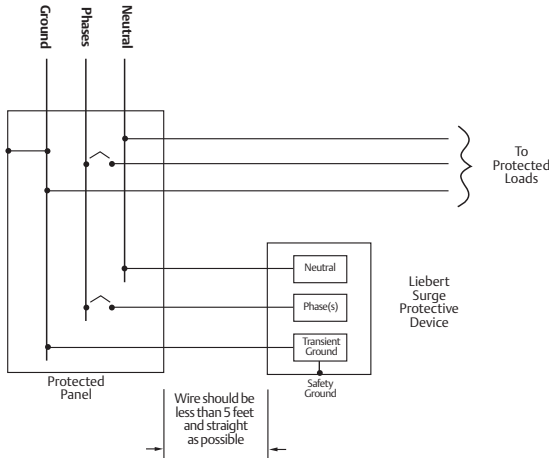 Ground
Phases
Neutral
To
Protected
Loads
Neutral
Phase(s)
Transient
Ground
Safety
Ground
Liebert
Surge
Protective
Device
Protected
Panel
Wire should be
less than 5 feet
and straight
as possible